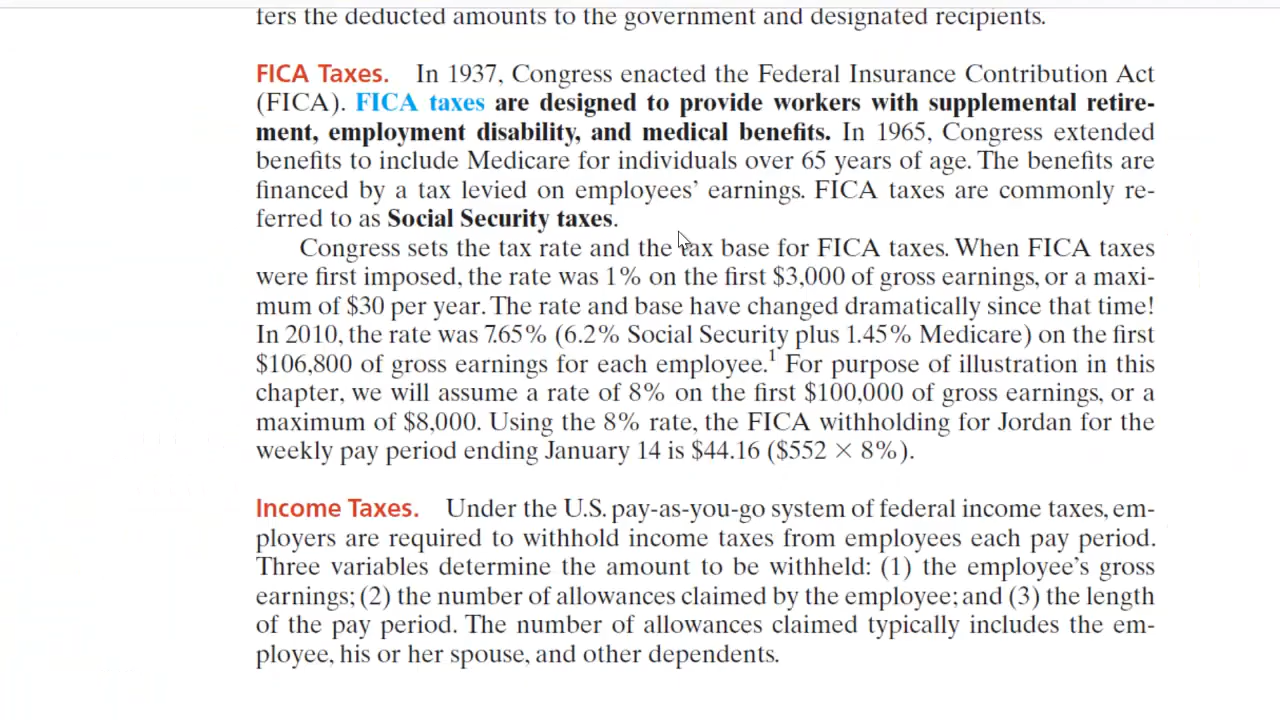 fers the deducted amounts to the government and designated recipients.
FICA Taxes. In 1937, Congress enacted the Federal Insurance Contribution Act
(FICA). FICA taxes are designed to provide workers with supplemental retire-
ment, employment disability, and medical benefits. In 1965, Congress extended
benefits to include Medicare for individuals over 65 years of age. The benefits are
financed by a tax levied on employees' earnings. FICA taxes are commonly re-
ferred to as Social Security taxes.
Congress sets the tax rate and the tax base for FICA taxes. When FICA taxes
were first imposed, the rate was 1% on the first $3,000 of gross earnings, or a maxi-
mum of $30 per year. The rate and base have changed dramatically since that time!
In 2010, the rate was 7.65% (6.2% Social Security plus 1.45% Medicare) on the first
$106,800 of gross earnings for each employee.¹ For purpose of illustration in this
chapter, we will assume a rate of 8% on the first $100,000 of gross earnings, or a
maximum of $8,000. Using the 8% rate, the FICA withholding for Jordan for the
weekly pay period ending January 14 is $44.16 ($552 × 8%).
Income Taxes. Under the U.S. pay-as-you-go system of federal income taxes, em-
ployers are required to withhold income taxes from employees each pay period.
Three variables determine the amount to be withheld: (1) the employee's gross
earnings; (2) the number of allowances claimed by the employee; and (3) the length
of the pay period. The number of allowances claimed typically includes the em-
ployee, his or her spouse, and other dependents.